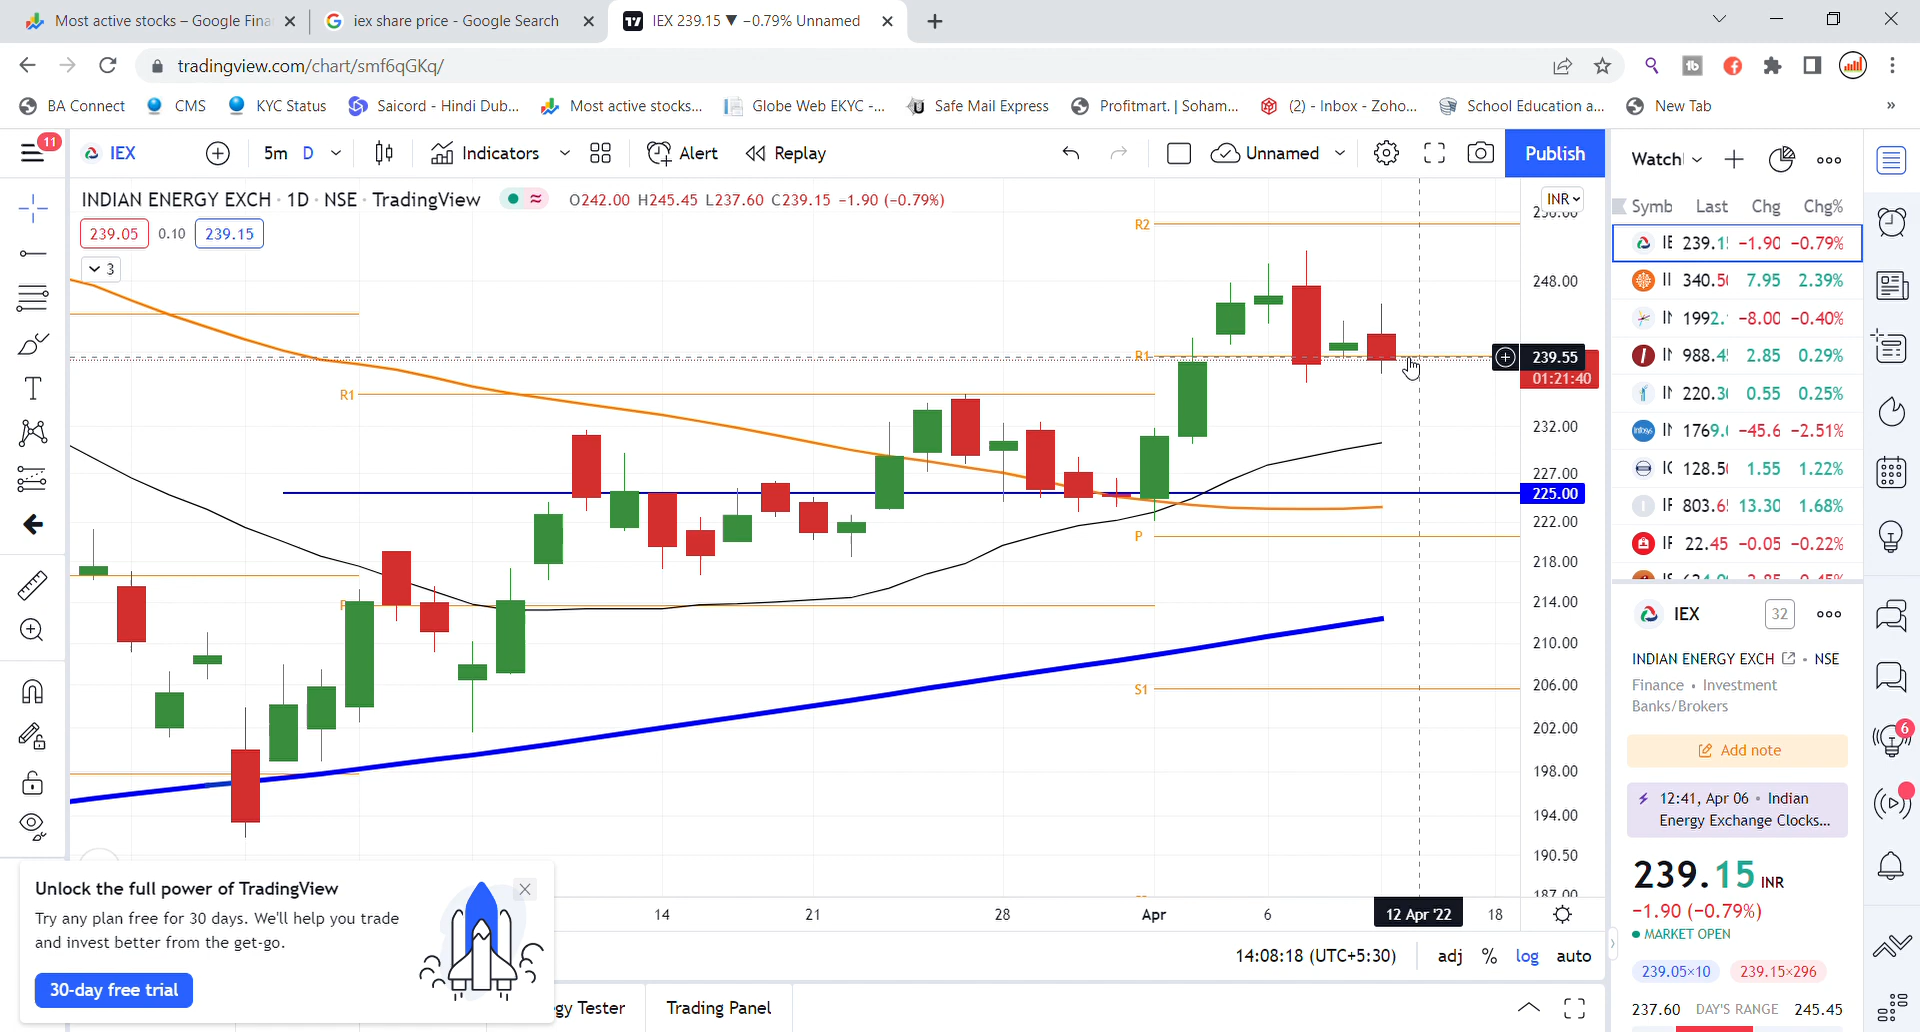 Most active stocks – Google Fina
iex share price - Google Search
IEX 239.15 ▼ −0.79% Unnamed
tradingview.com/chart/smf6qGKq/
BA Connect
CMS
KYC Status
Saicord - Hindi Dub...
Most active stocks...
Globe Web EKYC -...
Safe Mail Express
Profitmart. | Soham...
(2) - Inbox - Zoho...
School Education a...
New Tab
»
11
IEX
5m
D
Indicators
Alert
Replay
Unnamed
Publish
Watchl
INDIAN ENERGY EXCH · 1D · NSE · TradingView
O242.00 H245.45 L237.60 C239.15 −1.90 (−0.79%)
239.05
0.10
239.15
3
INR
R2
R1
R1
P
S1
248.00
239.55
01:21:40
232.00
227.00
225.00
222.00
218.00
214.00
210.00
206.00
202.00
198.00
194.00
190.50
187.00
14
21
28
Apr
6
12 Apr '22
18
14:08:18 (UTC+5:30)
adj
%
log
auto
Symb Last Chg Chg%
239.1 −1.90 −0.79%
340.50 7.95 2.39%
1992. −8.00 −0.40%
988.4 2.85 0.29%
220.3 0.55 0.25%
1769.0 −45.6 −2.51%
128.50 1.55 1.22%
803.6 13.30 1.68%
22.45 −0.05 −0.22%
IEX
32
INDIAN ENERGY EXCH • NSE
Finance • Investment
Banks/Brokers
Add note
12:41, Apr 06 • Indian
Energy Exchange Clocks...
239.15 INR
−1.90 (−0.79%)
MARKET OPEN
239.05×10
239.15×296
237.60 DAY'S RANGE 245.45
6
Unlock the full power of TradingView
Try any plan free for 30 days. We'll help you trade
and invest better from the get-go.
30-day free trial
gy Tester
Trading Panel